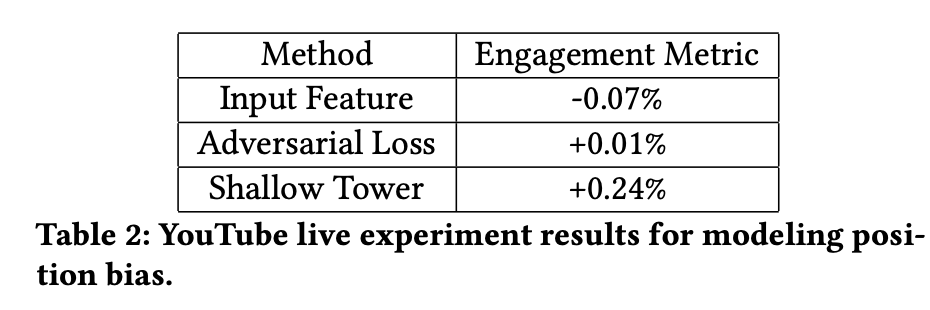 Method Engagement Metric
Input Feature -0.07%
Adversarial Loss +0.01%
Shallow Tower +0.24%
Table 2: YouTube live experiment results for modeling posi-
tion bias.